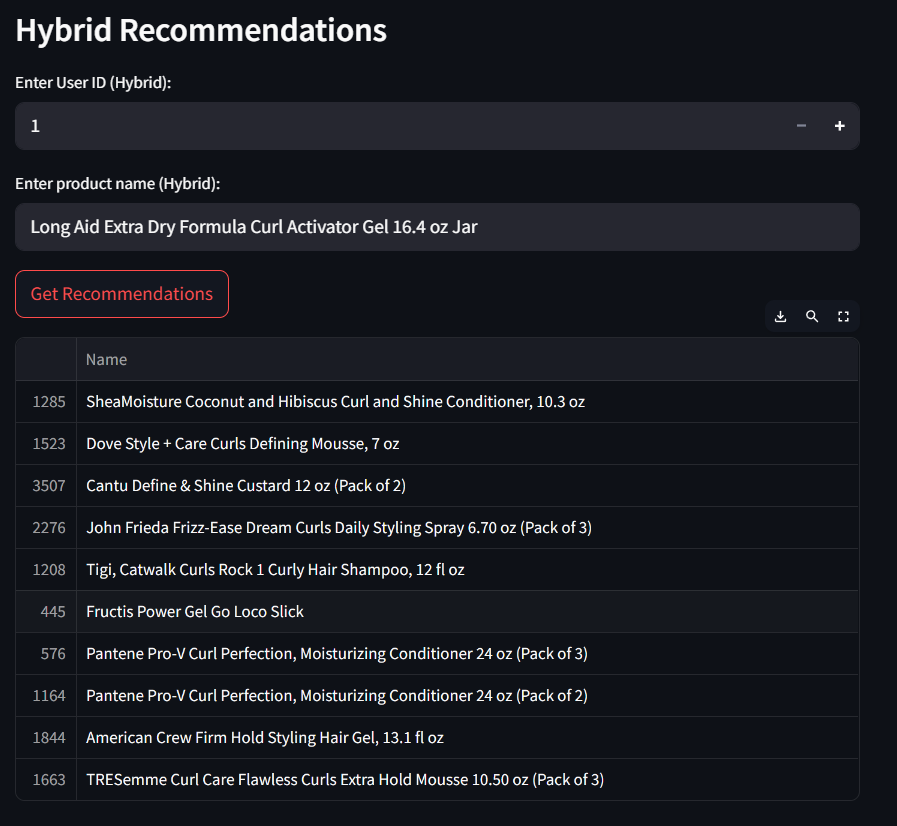 Hybrid Recommendations
Enter User ID (Hybrid):
1
Enter product name (Hybrid):
Long Aid Extra Dry Formula Curl Activator Gel 16.4 oz Jar
Get Recommendations
Name
1285 SheaMoisture Coconut and Hibiscus Curl and Shine Conditioner, 10.3 oz
1523 Dove Style + Care Curls Defining Mousse, 7 oz
3507 Cantu Define & Shine Custard 12 oz (Pack of 2)
2276 John Frieda Frizz-Ease Dream Curls Daily Styling Spray 6.70 oz (Pack of 3)
1208 Tigi, Catwalk Curls Rock 1 Curly Hair Shampoo, 12 fl oz
445 Fructis Power Gel Go Loco Slick
576 Pantene Pro-V Curl Perfection, Moisturizing Conditioner 24 oz (Pack of 3)
1164 Pantene Pro-V Curl Perfection, Moisturizing Conditioner 24 oz (Pack of 2)
1844 American Crew Firm Hold Styling Hair Gel, 13.1 fl oz
1663 TRESemme Curl Care Flawless Curls Extra Hold Mousse 10.50 oz (Pack of 3)